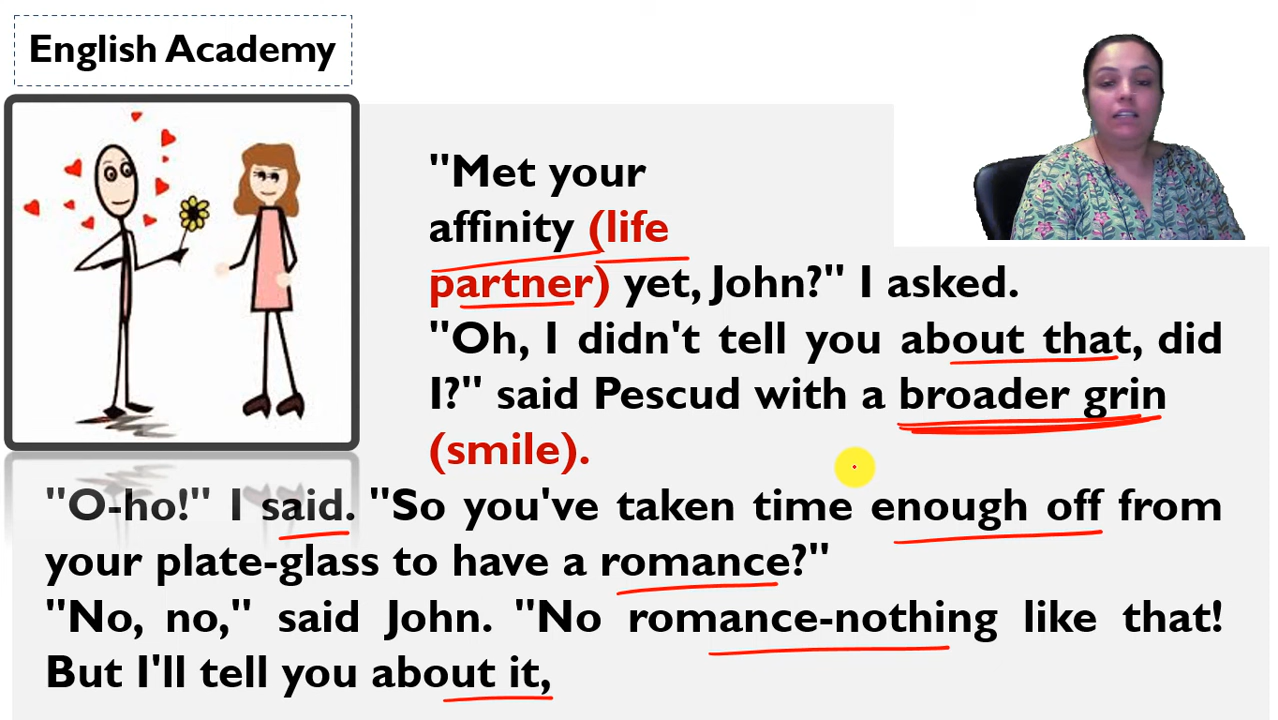 English Academy
"Met your
affinity (life
partner) yet, John?" I asked.
"Oh, I didn't tell you about that, did
I?" said Pescud with a broader grin
(smile).
"O-ho!" I said. "So you've taken time enough off from
your plate-glass to have a romance?"
"No, no," said John. "No romance-nothing like that!
But I'll tell you about it,